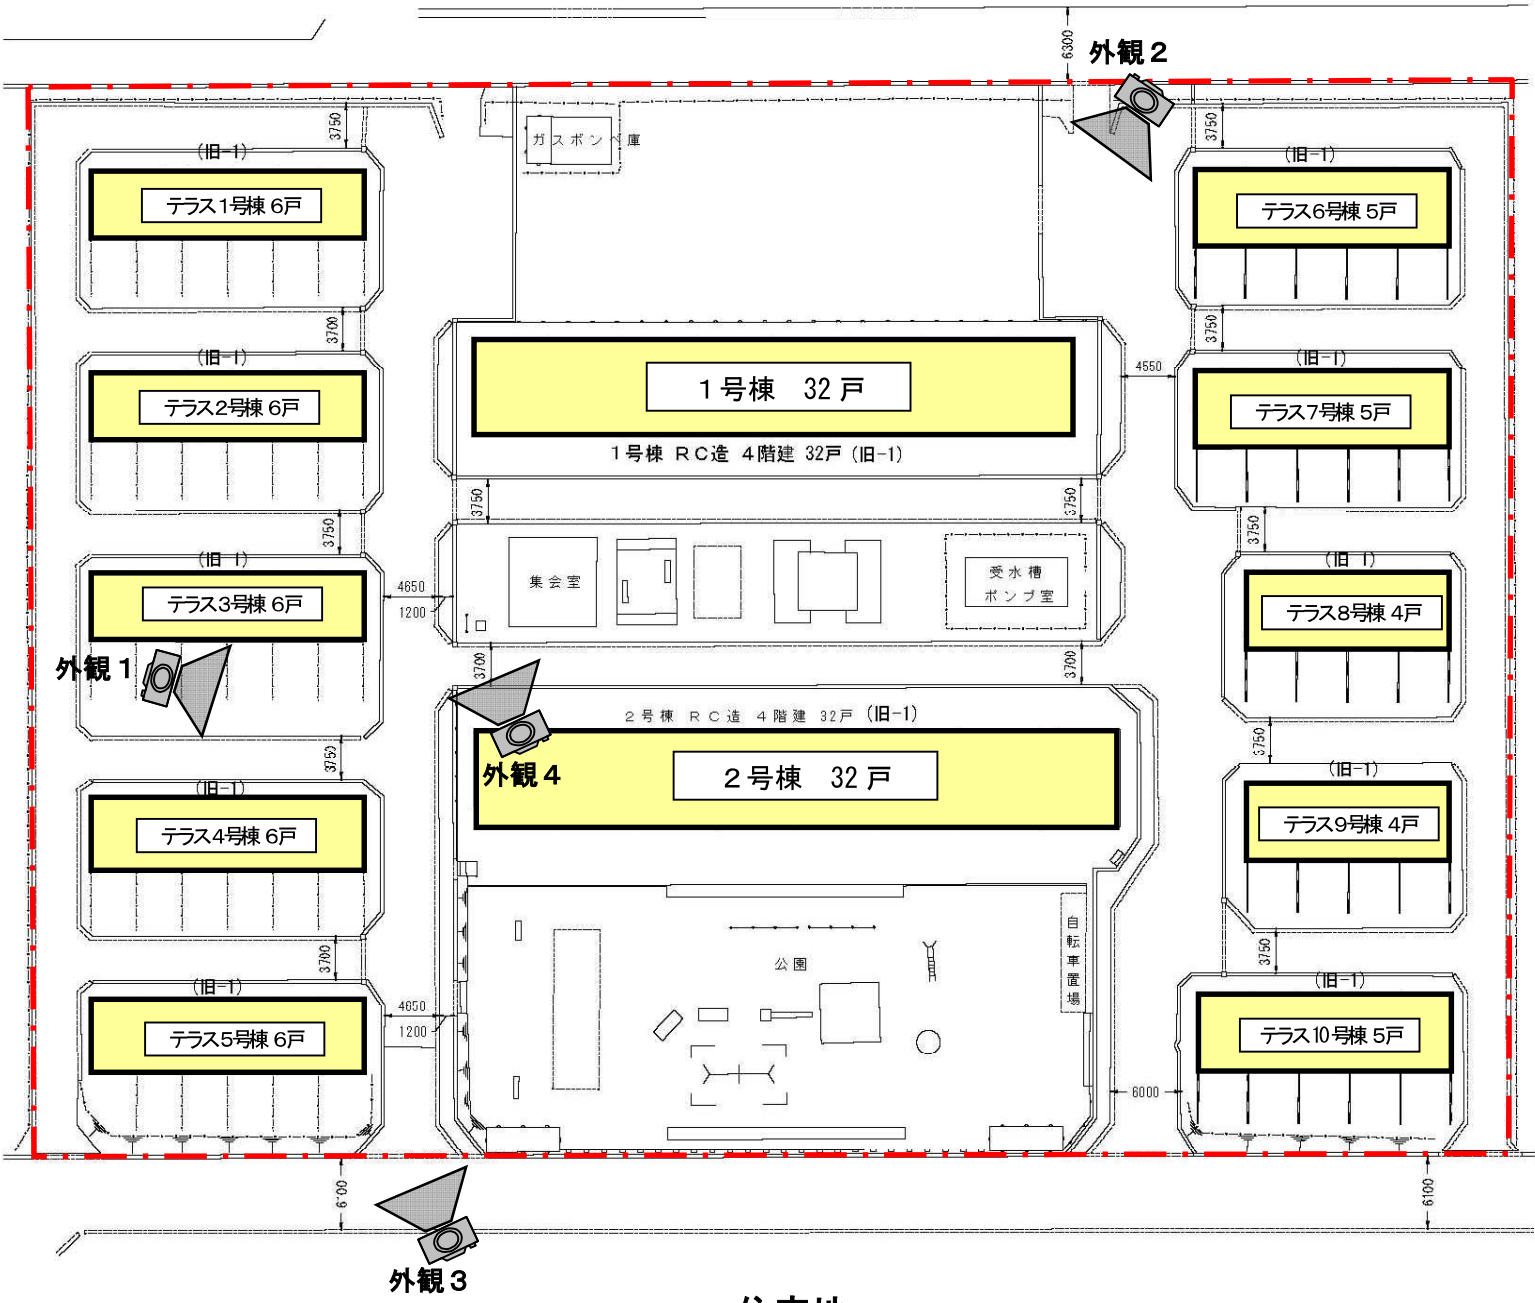 6300
外観2
3750
3750
ガスボンベ庫
(旧-1)
(旧-1)
テラス1号棟 6戸
テラス6号棟 5戸
3700
3750
(旧-1)
(旧-1)
4550
1号棟 32戸
テラス2号棟 6戸
テラス7号棟 5戸
1号棟 RC造 4階建 32戸 (旧-1)
3750
3750
3750
3750
(旧 1)
(旧 1)
集会室
受水槽
ポンプ室
4650
1200
テラス3号棟 6戸
テラス8号棟 4戸
外観1
3700
3700
2号棟 RC造 4階建 32戸 (旧-1)
3750
3750
外観4
2号棟 32戸
(旧-1)
(旧-1)
テラス4号棟 6戸
テラス9号棟 4戸
3700
3750
公園
自転車置場
(旧-1)
(旧-1)
4650
1200
テラス5号棟 6戸
テラス10号棟 5戸
6000
6100
6100
外観3